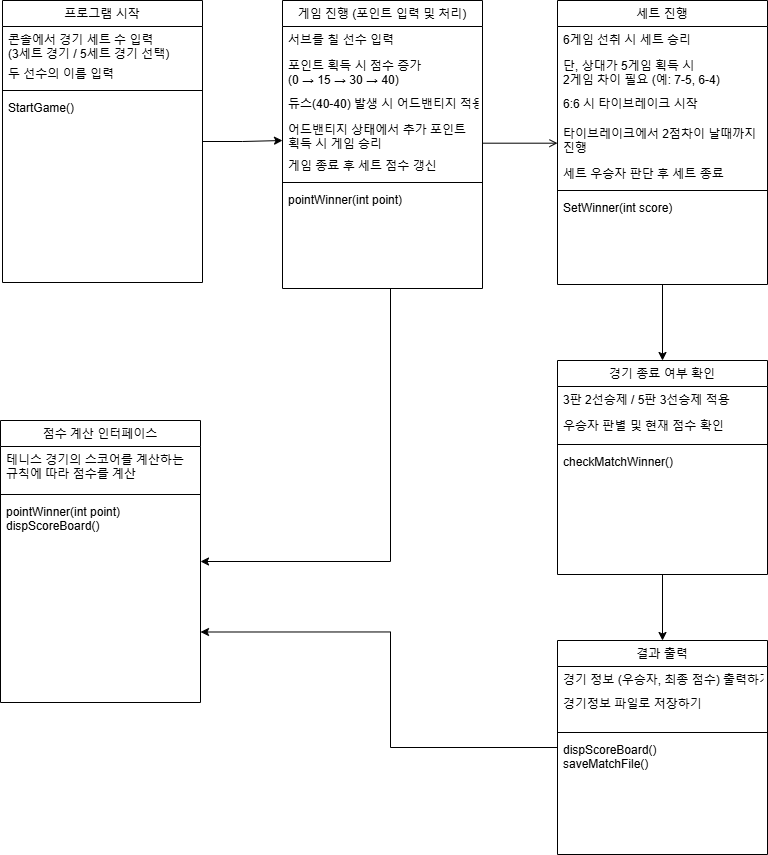 프로그램 시작
콘솔에서 경기 세트 수 입력
(3세트 경기 / 5세트 경기 선택)
두 선수의 이름 입력
StartGame()
게임 진행 (포인트 입력 및 처리)
서브를 칠 선수 입력
포인트 획득 시 점수 증가
(0 → 15 → 30 → 40)
듀스(40-40) 발생 시 어드밴티지 적용
어드밴티지 상태에서 추가 포인트
획득 시 게임 승리
게임 종료 후 세트 점수 갱신
pointWinner(int point)
세트 진행
6게임 선취 시 세트 승리
단, 상대가 5게임 획득 시
2게임 차이 필요 (예: 7-5, 6-4)
6:6 시 타이브레이크 시작
타이브레이크에서 2점차이 날때까지
진행
세트 우승자 판단 후 세트 종료
SetWinner(int score)
경기 종료 여부 확인
3판 2선승제 / 5판 3선승제 적용
우승자 판별 및 현재 점수 확인
checkMatchWinner()
점수 계산 인터페이스
테니스 경기의 스코어를 계산하는
규칙에 따라 점수를 계산
pointWinner(int point)
dispScoreBoard()
결과 출력
경기 정보 (우승자, 최종 점수) 출력하기
경기정보 파일로 저장하기
dispScoreBoard()
saveMatchFile()